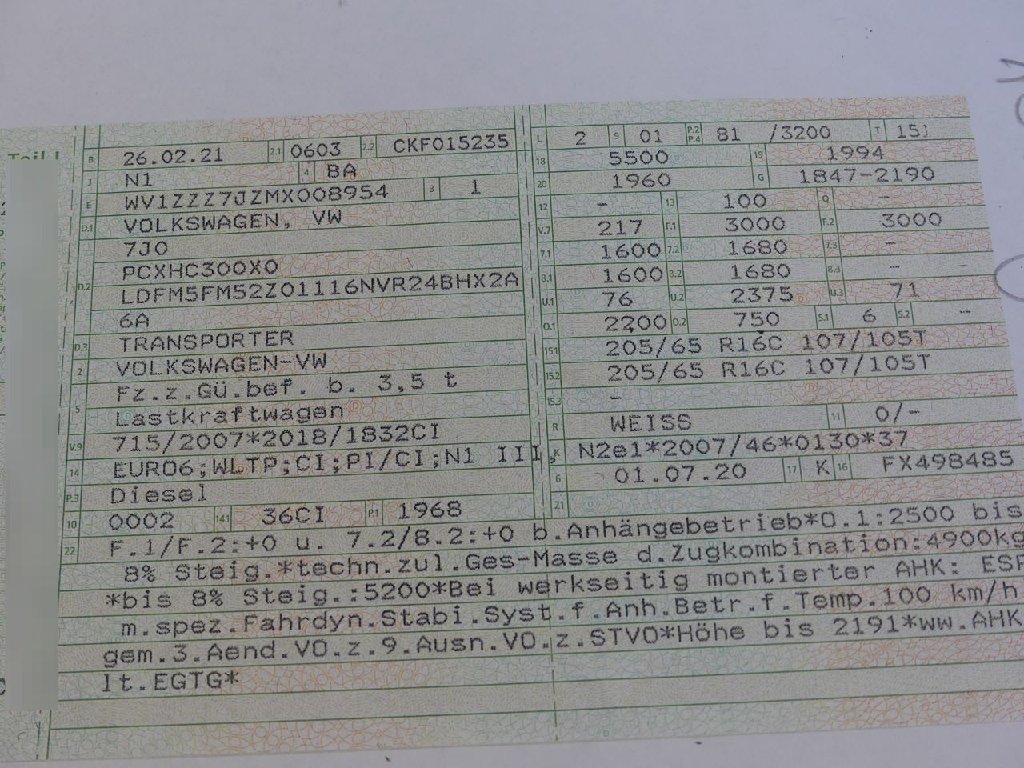 Teil I
B 26.02.21 2.1 0603 2.2 CKF015235
J N1 4 BA
E WV1ZZZ7JZMX008954 3 1
D.1 VOLKSWAGEN, VW
7J0
D.2 PCXHC300X0
LDFM5FM52Z01116NVR24BHX2A
6A
D.3 TRANSPORTER
2 VOLKSWAGEN-VW
5 Fz.z.Gü.bef. b. 3,5 t
Lastkraftwagen
V.9 715/2007*2018/1832CI
14 EURO6;WLTP;CI;PI/CI;N1 III,
P.3 Diesel
10 0002 14.1 36CI P.1 1968
L 2 9 01 P.2 P.4 81 /3200 T
18 5500 19 1994
20 1960 G 1847-2190
12 - 13 100 Q -
V.7 217 F.1 3000 F.2 3000
7.1 1600 7.2 1680 7.3 -
8.1 1600 8.2 1680 8.3 -
U.1 76 U.2 2375 U.3 71
O.1 2200 O.2 750 S.1 6 S.2 --
15.1 205/65 R16C 107/105T
15.2 205/65 R16C 107/105T
15.3 -
R WEISS 11 0/-
K N2e1*2007/46*0130*37
6 01.07.20 17 K 16 FX498485
21
22 F.1/F.2:+0 u. 7.2/8.2:+0 b.Anhängebetrieb*O.1:2500 bis
8% Steig.*techn.zul.Ges-Masse d.Zugkombination:4900kg
*bis 8% Steig.:5200*Bei werkseitig montierter AHK: ESP
m.spez.Fahrdyn.Stabi.Syst.f.Anh.Betr.f.Temp.100 km/h
gem.3.Aend.VO.z.9.Ausn.VO.z.STVO*Höhe bis 2191*ww.AHK
lt.EGTG*